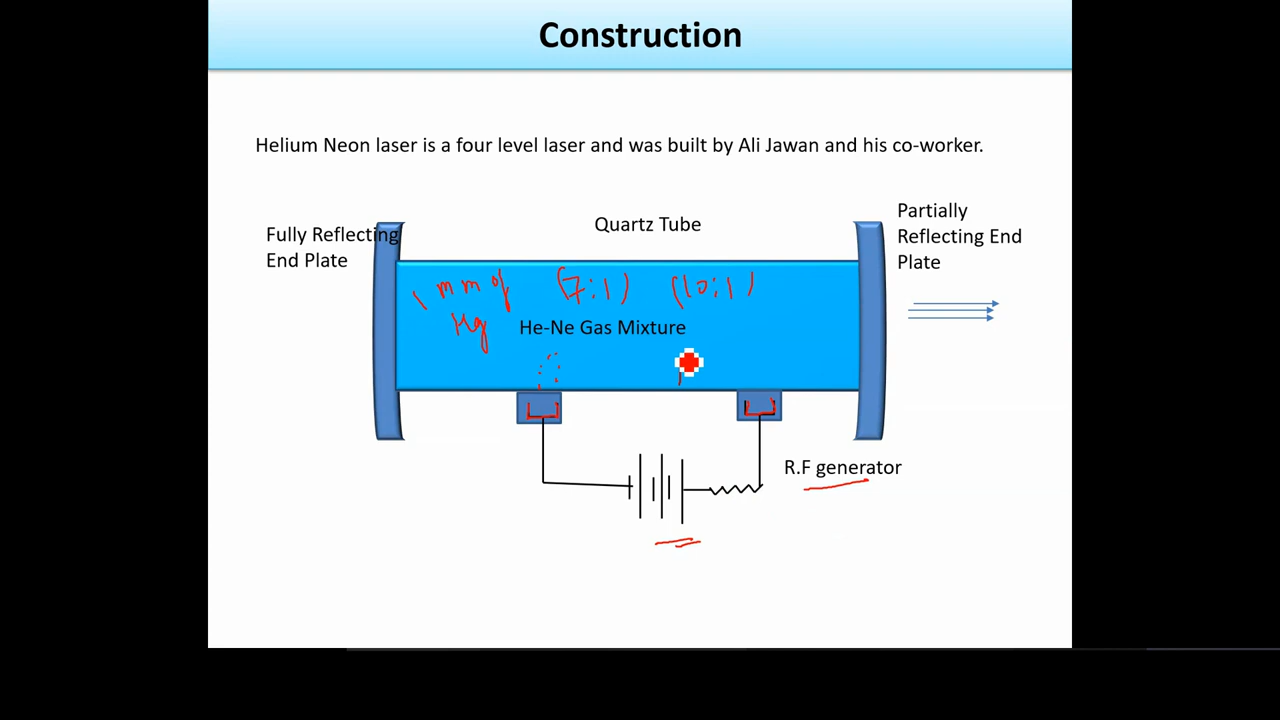 Construction
Helium Neon laser is a four level laser and was built by Ali Jawan and his co-worker.
Fully Reflecting
End Plate
Quartz Tube
Partially
Reflecting End
Plate
1 mm of
Hg
(7:1) (10:1)
He-Ne Gas Mixture
R.F generator